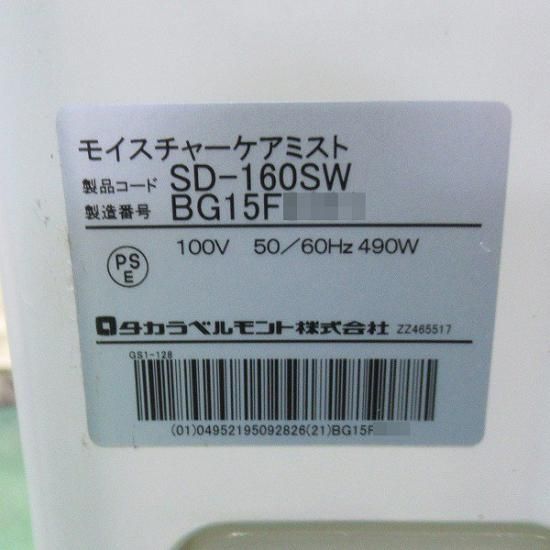 モイスチャーケアミスト
製品コード SD-160SW
製造番号 BG15F
PS
E
100V 50/60Hz 490W
タカラベルモント株式会社 ZZ465517
GS1-128
(01)04952195092826(21)BG15F